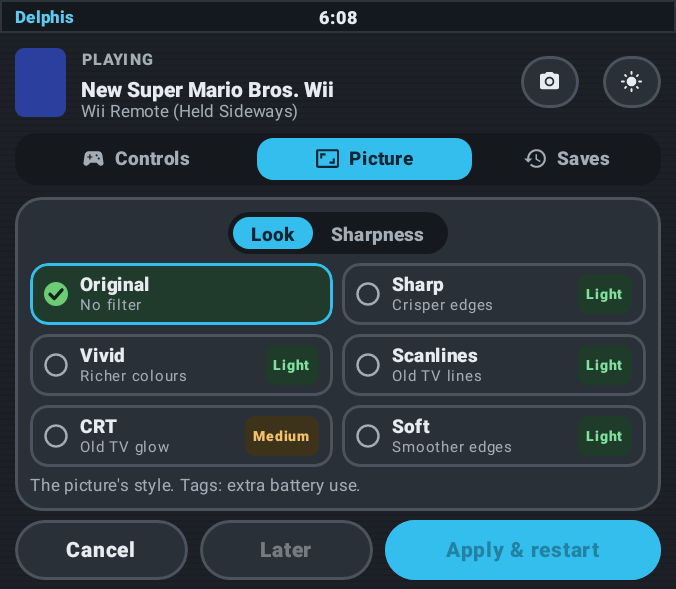 Delphis
6:08
PLAYING
New Super Mario Bros. Wii
Wii Remote (Held Sideways)
Controls
Picture
Saves
Look
Sharpness
Original
No filter
Sharp
Crisper edges
Light
Vivid
Richer colours
Light
Scanlines
Old TV lines
Light
CRT
Old TV glow
Medium
Soft
Smoother edges
Light
The picture's style. Tags: extra battery use.
Cancel
Later
Apply & restart